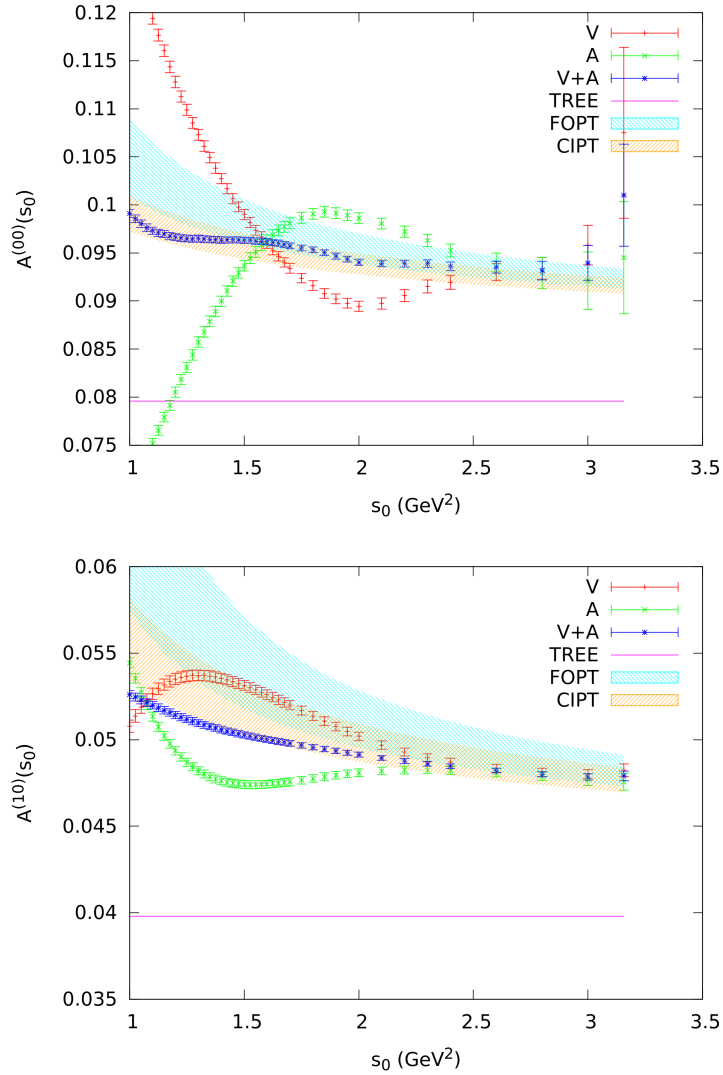 0.12
0.115
0.11
0.105
0.1
0.095
0.09
0.085
0.08
0.075
A^(00)(s₀)
V
A
V+A
TREE
FOPT
CIPT
1
1.5
2
2.5
3
3.5
s₀ (GeV²)
0.06
0.055
0.05
0.045
0.04
0.035
A^(10)(s₀)
V
A
V+A
TREE
FOPT
CIPT
1
1.5
2
2.5
3
3.5
s₀ (GeV²)